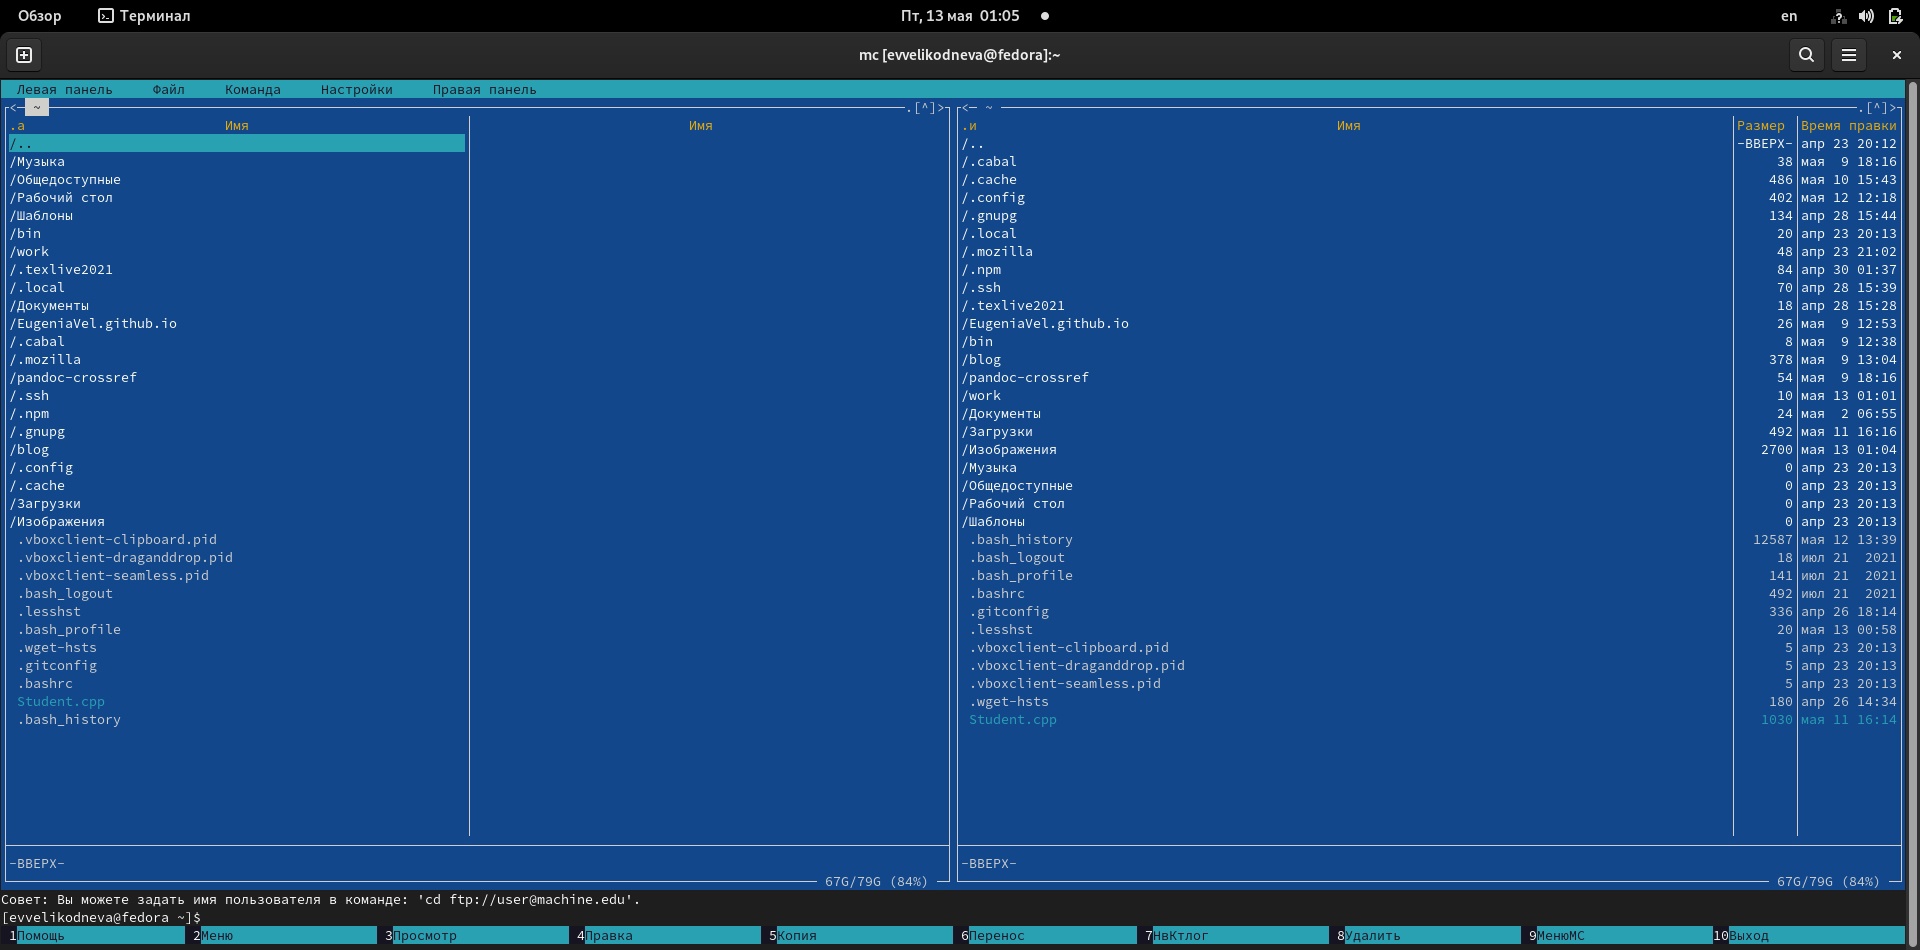 Обзор Терминал Пт, 13 мая 01:05 en
mc [evvelikodneva@fedora]:~
Левая панель Файл Команда Настройки Правая панель
<─ ~ .[^]> <─ ~ .[^]>
.а Имя Имя
/..
/Музыка
/Общедоступные
/Рабочий стол
/Шаблоны
/bin
/work
/.texlive2021
/.local
/Документы
/EugeniaVel.github.io
/.cabal
/.mozilla
/pandoc-crossref
/.ssh
/.npm
/.gnupg
/blog
/.config
/.cache
/Загрузки
/Изображения
.vboxclient-clipboard.pid
.vboxclient-draganddrop.pid
.vboxclient-seamless.pid
.bash_logout
.lesshst
.bash_profile
.wget-hsts
.gitconfig
.bashrc
Student.cpp
.bash_history
-ВВЕРХ-
67G/79G (84%)
.и Имя Размер Время правки
/.. -ВВЕРХ- апр 23 20:12
/.cabal 38 мая 9 18:16
/.cache 486 мая 10 15:43
/.config 402 мая 12 12:18
/.gnupg 134 апр 28 15:44
/.local 20 апр 23 20:13
/.mozilla 48 апр 23 21:02
/.npm 84 апр 30 01:37
/.ssh 70 апр 28 15:39
/.texlive2021 18 апр 28 15:28
/EugeniaVel.github.io 26 мая 9 12:53
/bin 8 мая 9 12:38
/blog 378 мая 9 13:04
/pandoc-crossref 54 мая 9 18:16
/work 10 мая 13 01:01
/Документы 24 мая 2 06:55
/Загрузки 492 мая 11 16:16
/Изображения 2700 мая 13 01:04
/Музыка 0 апр 23 20:13
/Общедоступные 0 апр 23 20:13
/Рабочий стол 0 апр 23 20:13
/Шаблоны 0 апр 23 20:13
.bash_history 12587 мая 12 13:39
.bash_logout 18 июл 21 2021
.bash_profile 141 июл 21 2021
.bashrc 492 июл 21 2021
.gitconfig 336 апр 26 18:14
.lesshst 20 мая 13 00:58
.vboxclient-clipboard.pid 5 апр 23 20:13
.vboxclient-draganddrop.pid 5 апр 23 20:13
.vboxclient-seamless.pid 5 апр 23 20:13
.wget-hsts 180 апр 26 14:34
Student.cpp 1030 мая 11 16:14
-ВВЕРХ-
67G/79G (84%)
Совет: Вы можете задать имя пользователя в команде: 'cd ftp://user@machine.edu'.
[evvelikodneva@fedora ~]$
1Помощь 2Меню 3Просмотр 4Правка 5Копия 6Перенос 7НвКтлог 8Удалить 9МенюМС 10Выход